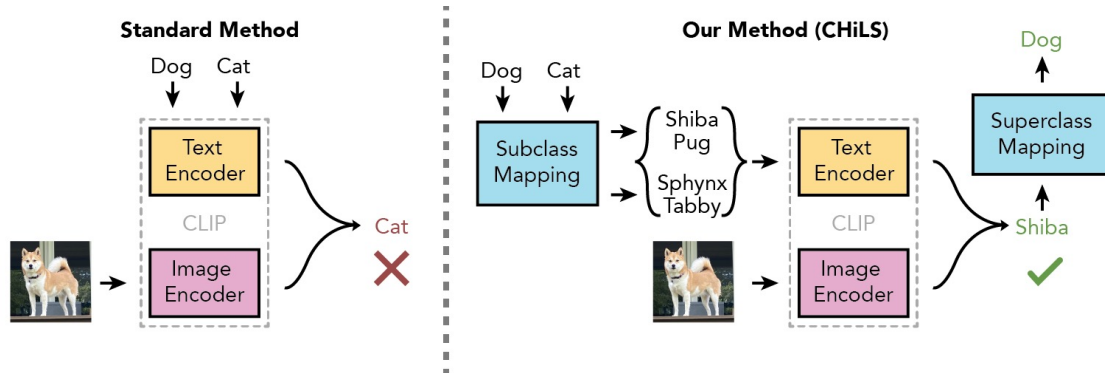 Standard Method
Dog Cat
Text
Encoder
CLIP
Image
Encoder
Cat
Our Method (CHiLS)
Dog Cat
Subclass
Mapping
Shiba
Pug
Sphynx
Tabby
Text
Encoder
CLIP
Image
Encoder
Dog
Superclass
Mapping
Shiba